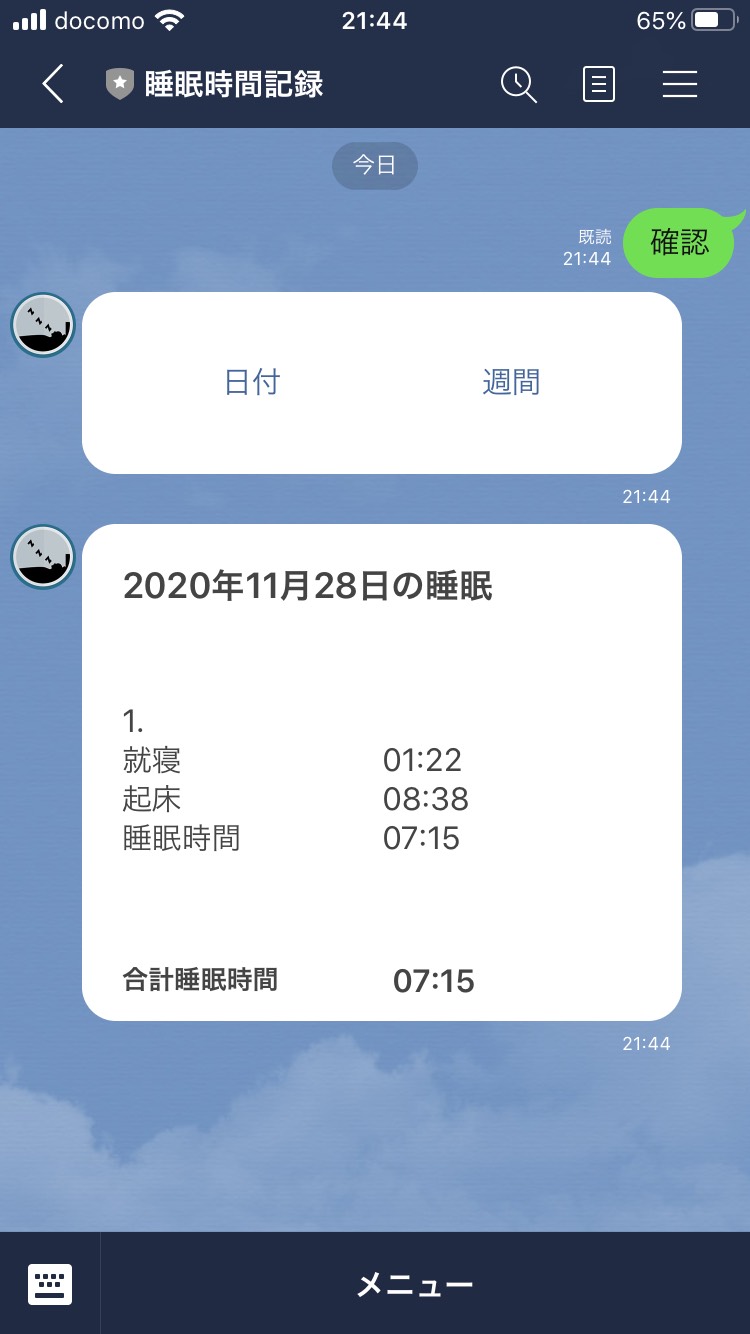 docomo 21:44 65%
睡眠時間記録
今日
確認
既読
21:44
日付 週間
21:44
2020年11月28日の睡眠
1.
就寝 01:22
起床 08:38
睡眠時間 07:15
合計睡眠時間 07:15
21:44
メニュー